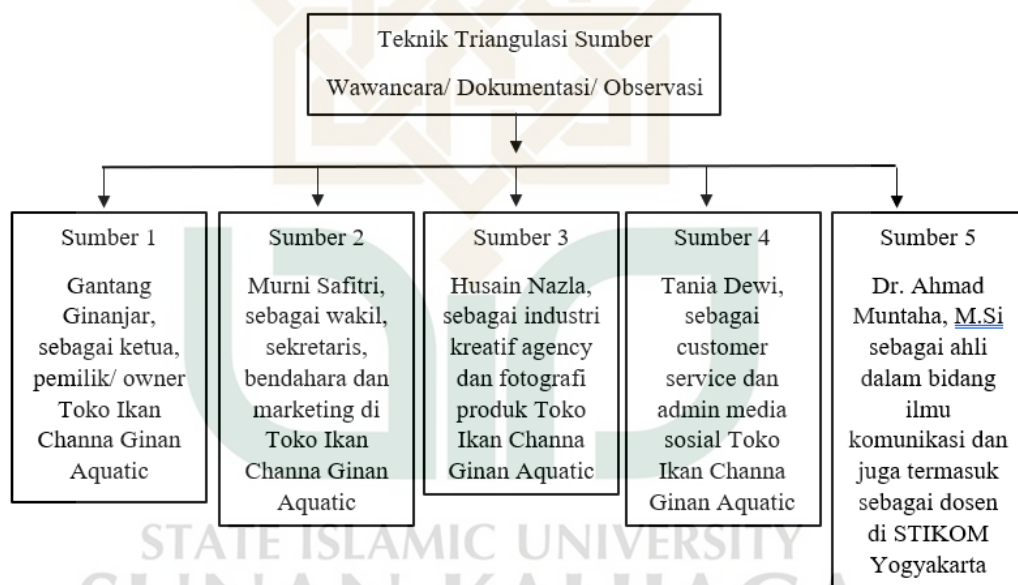 Teknik Triangulasi Sumber
Wawancara/ Dokumentasi/ Observasi
Sumber 1
Gantang
Ginanjar,
sebagai ketua,
pemilik/ owner
Toko Ikan
Channa Ginan
Aquatic
Sumber 2
Murni Safitri,
sebagai wakil,
sekretaris,
bendahara dan
marketing di
Toko Ikan
Channa Ginan
Aquatic
Sumber 3
Husain Nazla,
sebagai industri
kreatif agency
dan fotografi
produk Toko
Ikan Channa
Ginan Aquatic
Sumber 4
Tania Dewi,
sebagai
customer
service dan
admin media
sosial Toko
Ikan Channa
Ginan Aquatic
Sumber 5
Dr. Ahmad
Muntaha, M.Si
sebagai ahli
dalam bidang
ilmu
komunikasi dan
juga termasuk
sebagai dosen
di STIKOM
Yogyakarta
STATE ISLAMIC UNIVERSITY
SUNAN KALIJAGA